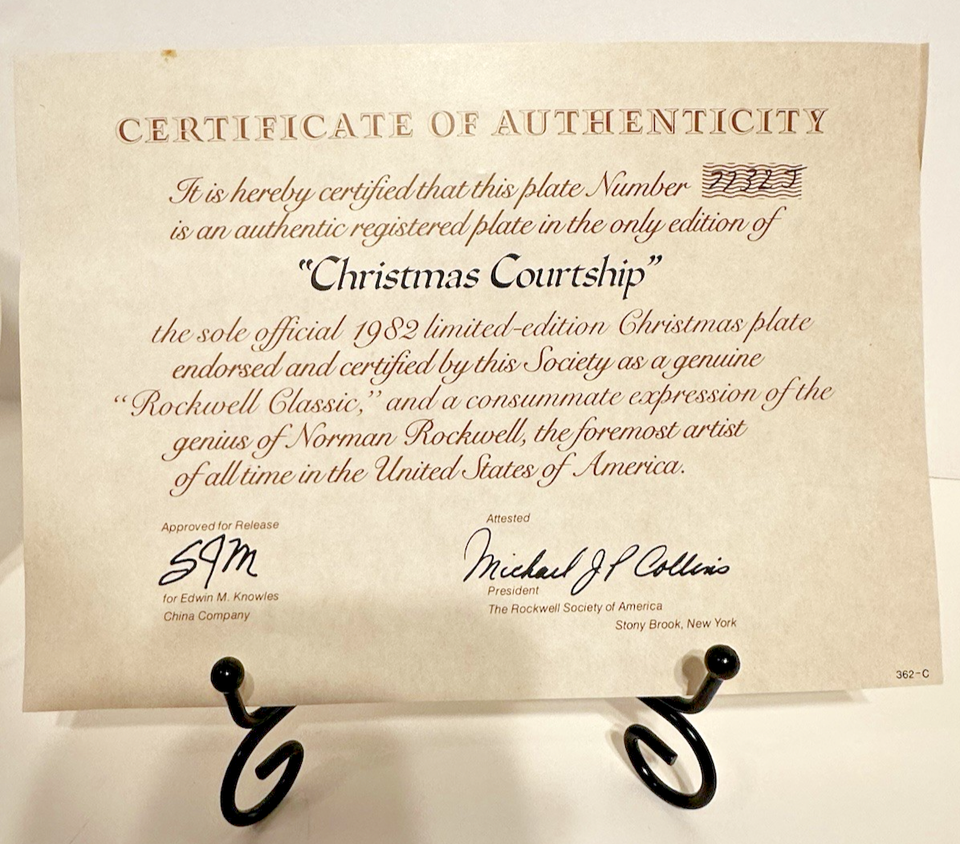 CERTIFICATE OF AUTHENTICITY
It is hereby certified that this plate Number
is an authentic registered plate in the only edition of
“Christmas Courtship”
the sole official 1982 limited-edition Christmas plate
endorsed and certified by this Society as a genuine
“Rockwell Classic,” and a consummate expression of the
genius of Norman Rockwell, the foremost artist
of all time in the United States of America.
Approved for Release
SJM
for Edwin M. Knowles
China Company
Attested
Michael J P Collins
President
The Rockwell Society of America
Stony Brook, New York
362-C